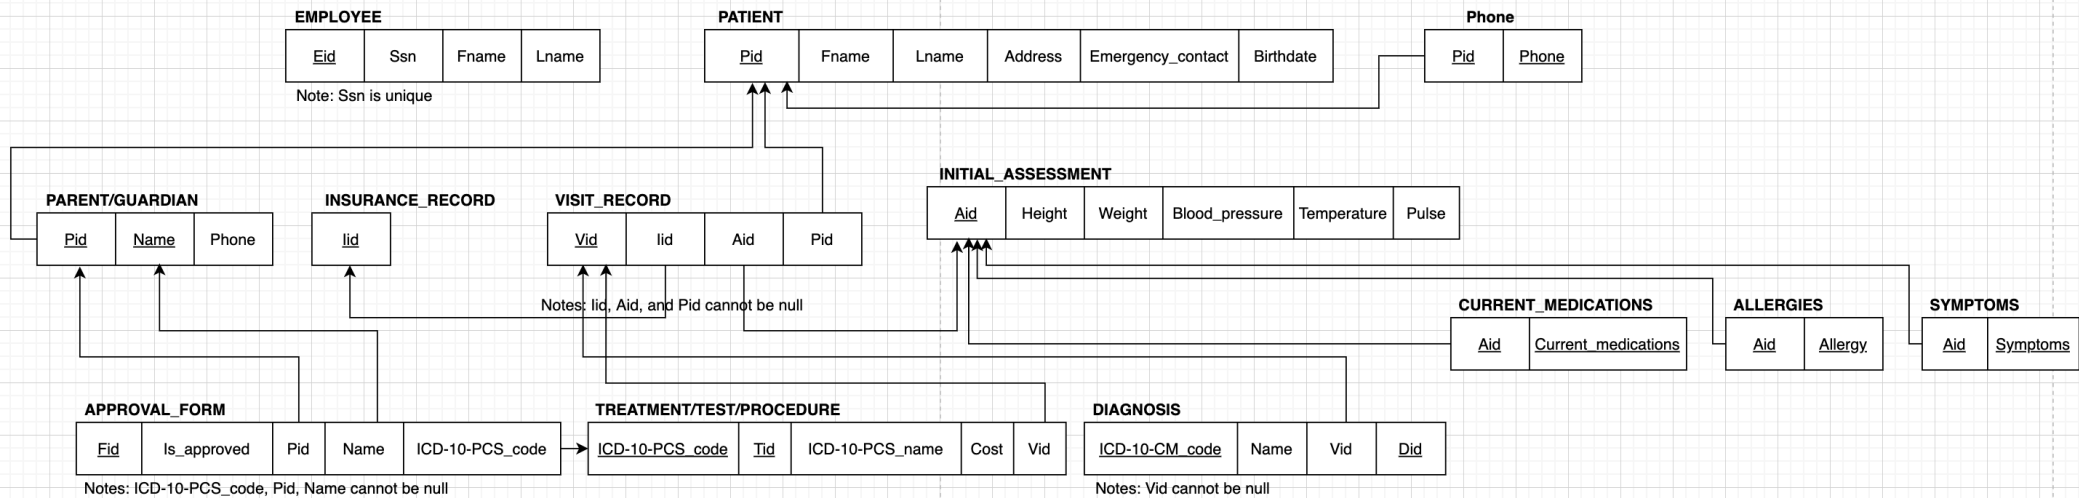 EMPLOYEE
Eid Ssn Fname Lname
Note: Ssn is unique
PATIENT
Pid Fname Lname Address Emergency_contact Birthdate
Phone
Pid Phone
PARENT/GUARDIAN
Pid Name Phone
INSURANCE_RECORD
Iid
VISIT_RECORD
Vid Iid Aid Pid
Notes: Iid, Aid, and Pid cannot be null
INITIAL_ASSESSMENT
Aid Height Weight Blood_pressure Temperature Pulse
CURRENT_MEDICATIONS
Aid Current_medications
ALLERGIES
Aid Allergy
SYMPTOMS
Aid Symptoms
APPROVAL_FORM
Fid Is_approved Pid Name ICD-10-PCS_code
Notes: ICD-10-PCS_code, Pid, Name cannot be null
TREATMENT/TEST/PROCEDURE
ICD-10-PCS_code Tid ICD-10-PCS_name Cost Vid
DIAGNOSIS
ICD-10-CM_code Name Vid Did
Notes: Vid cannot be null